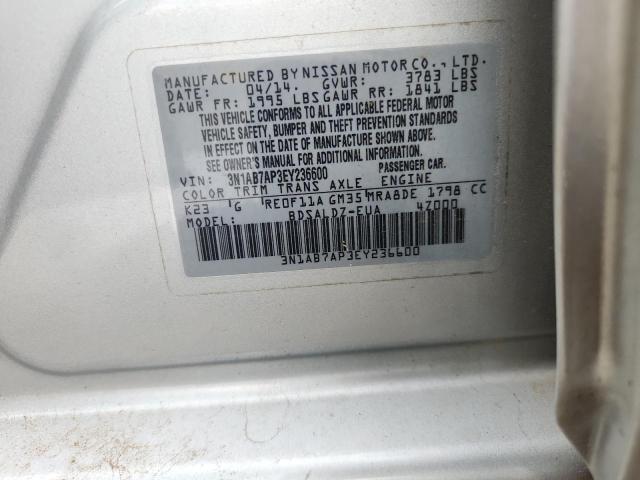 MANUFACTURED BY NISSAN MOTOR CO., LTD.
DATE: 04/14. GVWR: 3783 LBS
GAWR FR: 1995 LBS GAWR RR: 1841 LBS
THIS VEHICLE CONFORMS TO ALL APPLICABLE FEDERAL MOTOR
VEHICLE SAFETY, BUMPER AND THEFT PREVENTION STANDARDS
IN EFFECT ON THE DATE OF MANUFACTURE SHOWN ABOVE.
SEE OWNER'S MANUAL FOR ADDITIONAL INFORMATION.
VIN: 3N1AB7AP3EY236600 PASSENGER CAR.
COLOR TRIM TRANS AXLE ENGINE
K23 G RE0F11A GM35 MRA8DE 1798 CC
MODEL: BDSALDZ-EUA 4Z000
3N1AB7AP3EY236600